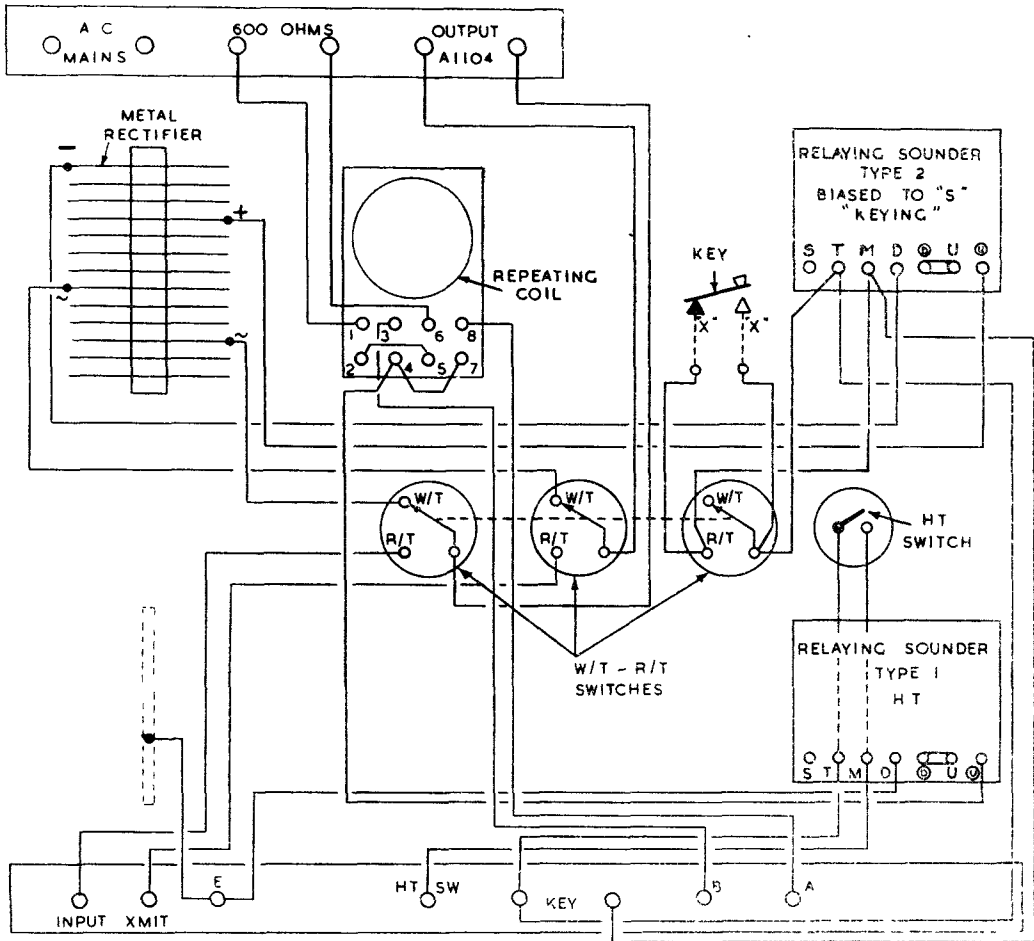 A C
MAINS
600 OHMS
OUTPUT
A1104
METAL
RECTIFIER
−
+
~
~
REPEATING
COIL
1 3 6 8
2 4 5 7
KEY
"X" "X"
RELAYING SOUNDER
TYPE 2
BIASED TO "S"
"KEYING"
S T M D Ⓓ U Ⓤ
W/T
R/T
W/T
R/T
W/T
R/T
HT
SWITCH
W/T - R/T
SWITCHES
RELAYING SOUNDER
TYPE 1
HT
S T M D Ⓓ U Ⓤ
INPUT XMIT E HT SW KEY B A